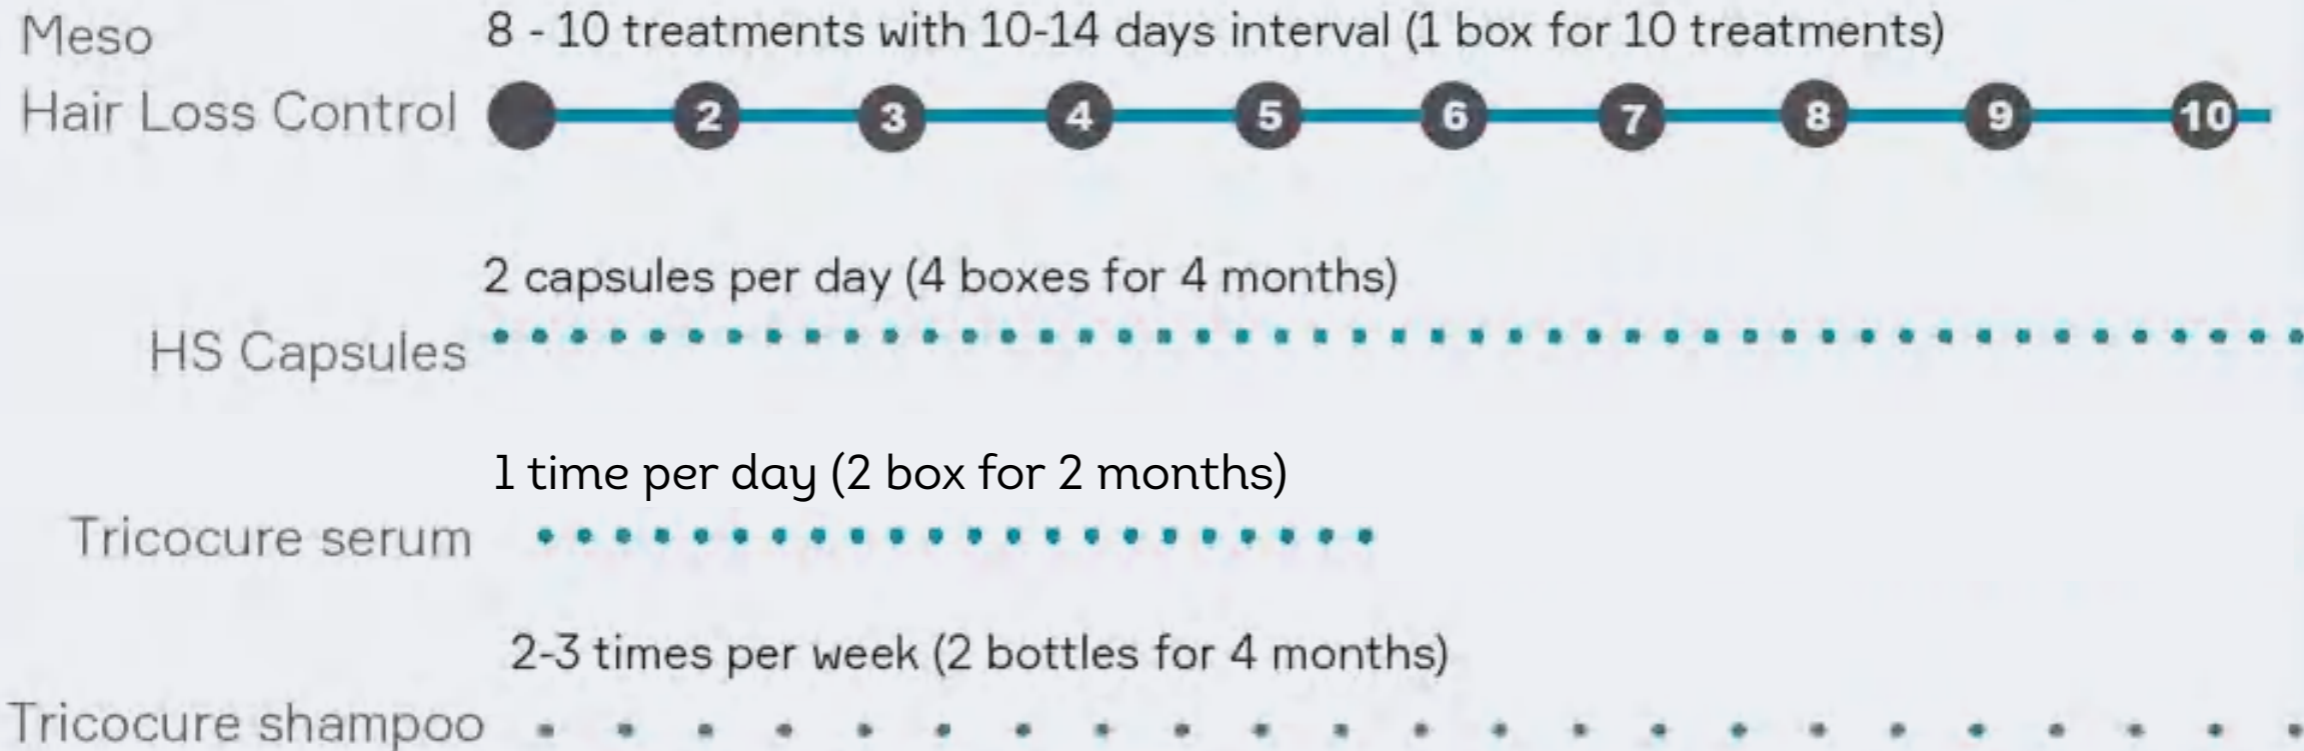 Meso
8 - 10 treatments with 10-14 days interval (1 box for 10 treatments)
Hair Loss Control
2 3 4 5 6 7 8 9 10
2 capsules per day (4 boxes for 4 months)
HS Capsules
1 time per day (2 box for 2 months)
Tricocure serum
2-3 times per week (2 bottles for 4 months)
Tricocure shampoo